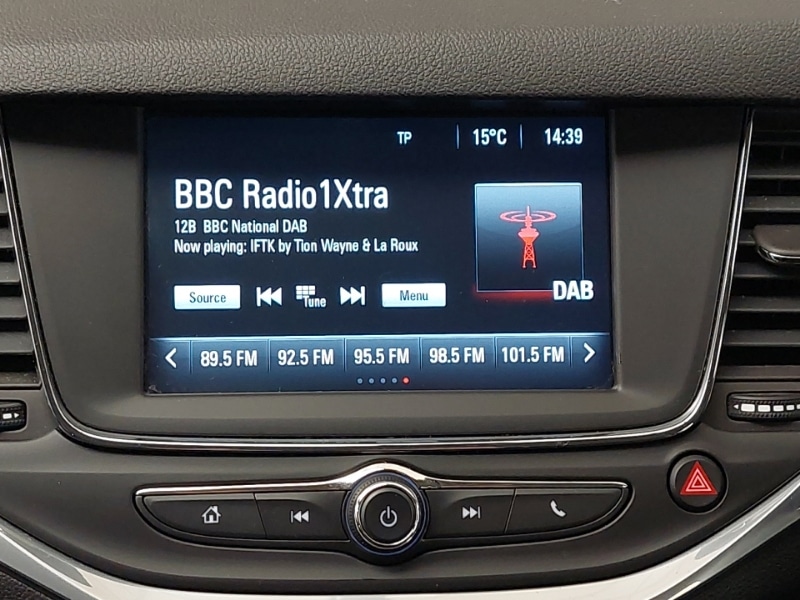 TP 15°C 14:39
BBC Radio1Xtra
12B BBC National DAB
Now playing: IFTK by Tion Wayne & La Roux
DAB
Source Tune Menu
89.5 FM 92.5 FM 95.5 FM 98.5 FM 101.5 FM